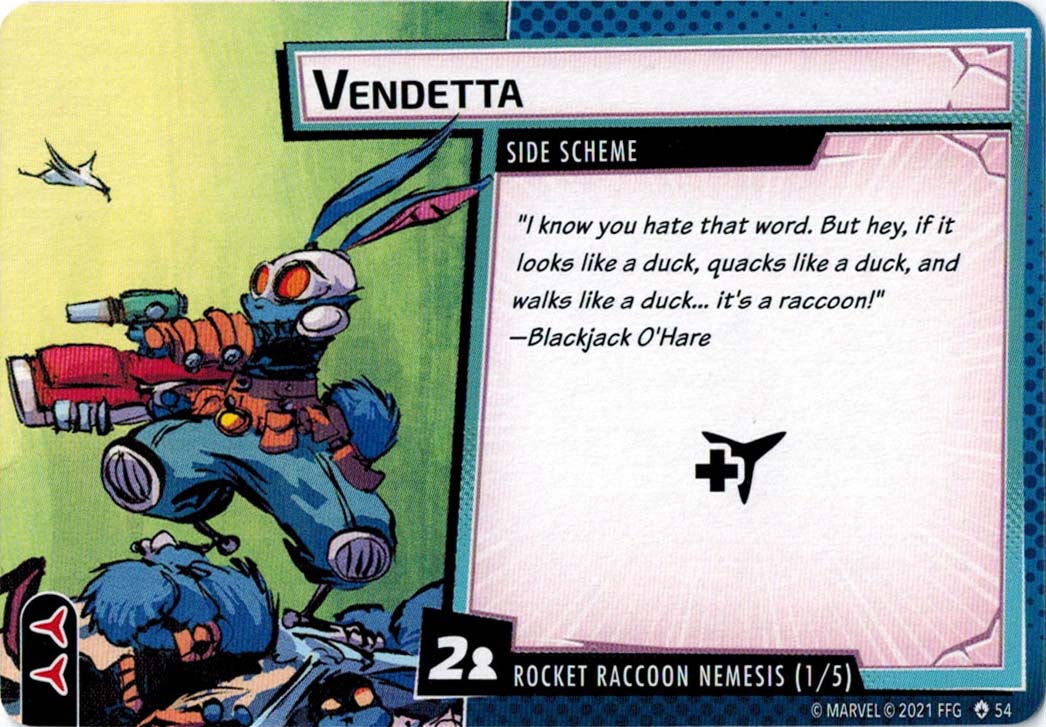 VENDETTA
SIDE SCHEME
"I know you hate that word. But hey, if it
looks like a duck, quacks like a duck, and
walks like a duck... it's a raccoon!"
—Blackjack O'Hare
2
ROCKET RACCOON NEMESIS (1/5)
© MARVEL © 2021 FFG 54